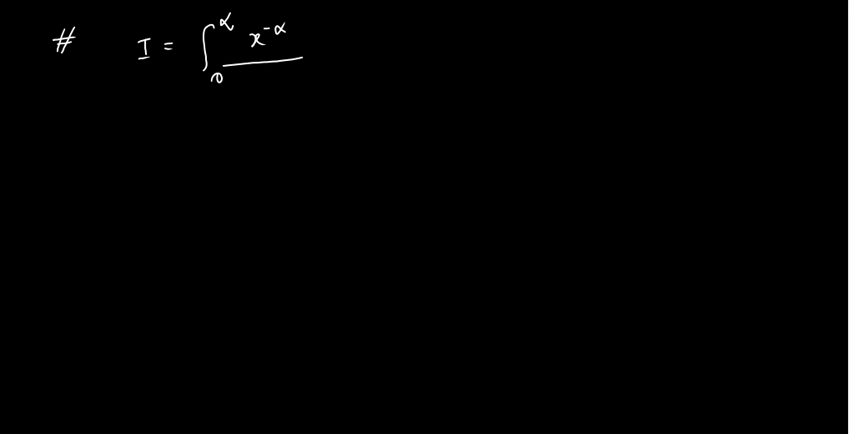 # I = ∫₀^α x^{-α}